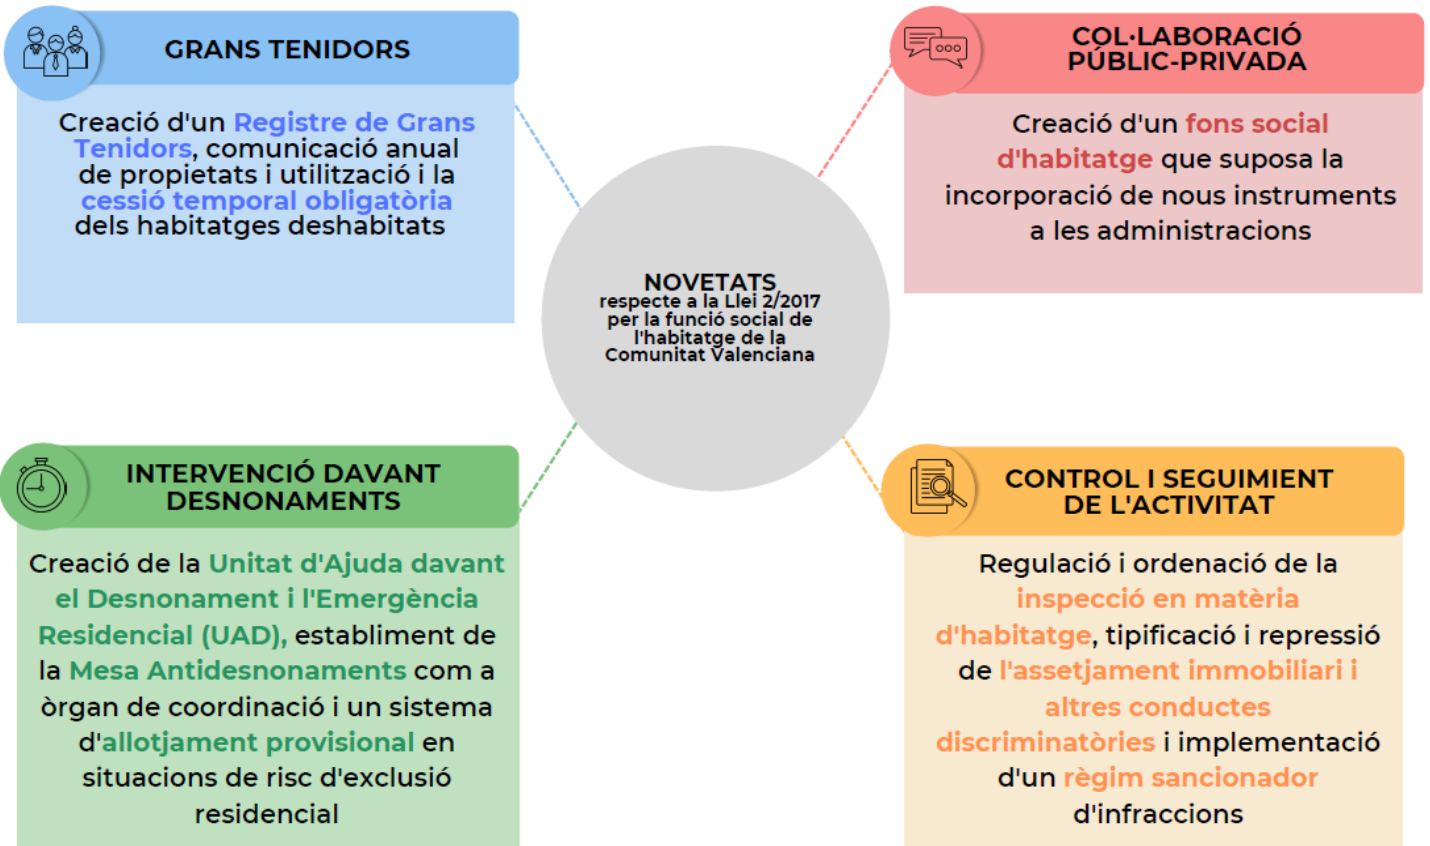 GRANS TENIDORS
Creació d'un Registre de Grans
Tenidors, comunicació anual
de propietats i utilització i la
cessió temporal obligatòria
dels habitatges deshabitats
COL·LABORACIÓ
PÚBLIC-PRIVADA
Creació d'un fons social
d'habitatge que suposa la
incorporació de nous instruments
a les administracions
NOVETATS
respecte a la Llei 2/2017
per la funció social de
l'habitatge de la
Comunitat Valenciana
INTERVENCIÓ DAVANT
DESNONAMENTS
Creació de la Unitat d'Ajuda davant
el Desnonament i l'Emergència
Residencial (UAD), establiment de
la Mesa Antidesnonaments com a
òrgan de coordinació i un sistema
d'allotjament provisional en
situacions de risc d'exclusió
residencial
CONTROL I SEGUIMIENT
DE L'ACTIVITAT
Regulació i ordenació de la
inspecció en matèria
d'habitatge, tipificació i repressió
de l'assetjament immobiliari i
altres conductes
discriminatòries i implementació
d'un règim sancionador
d'infraccions